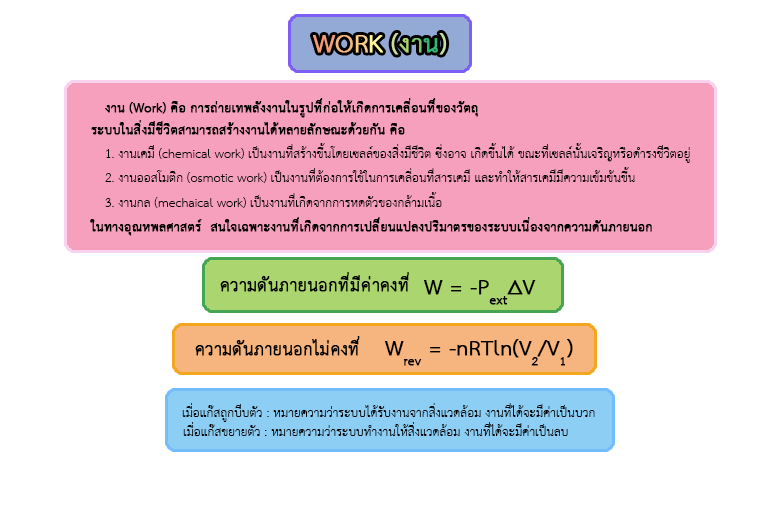 WORK (งาน)
งาน (Work) คือ การถ่ายเทพลังงานในรูปที่ก่อให้เกิดการเคลื่อนที่ของวัตถุ
ระบบในสิ่งมีชีวิตสามารถสร้างงานได้หลายลักษณะด้วยกัน คือ
1. งานเคมี (chemical work) เป็นงานที่สร้างขึ้นโดยเซลล์ของสิ่งมีชีวิต ซึ่งอาจ เกิดขึ้นได้ ขณะที่เซลล์นั้นเจริญหรือดำรงชีวิตอยู่
2. งานออสโมติก (osmotic work) เป็นงานที่ต้องการใช้ในการเคลื่อนที่สารเคมี และทำให้สารเคมีมีความเข้มข้นขึ้น
3. งานกล (mechaical work) เป็นงานที่เกิดจากการหดตัวของกล้ามเนื้อ
ในทางอุณหพลศาสตร์ สนใจเฉพาะงานที่เกิดจากการเปลี่ยนแปลงปริมาตรของระบบเนื่องจากความดันภายนอก
ความดันภายนอกที่มีค่าคงที่ W = -PextΔV
ความดันภายนอกไม่คงที่ Wrev = -nRTln(V2/V1)
เมื่อแก๊สถูกบีบตัว : หมายความว่าระบบได้รับงานจากสิ่งแวดล้อม งานที่ได้จะมีค่าเป็นบวก
เมื่อแก๊สขยายตัว : หมายความว่าระบบทำงานให้สิ่งแวดล้อม งานที่ได้จะมีค่าเป็นลบ